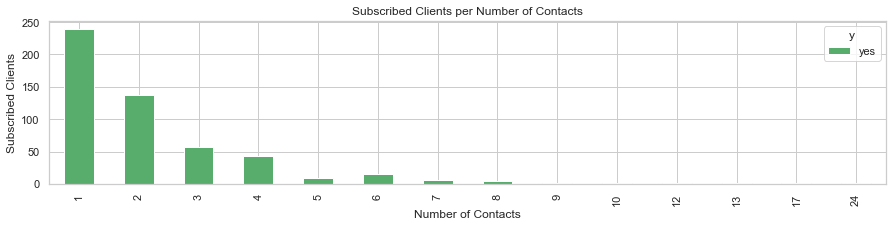 Subscribed Clients per Number of Contacts
250
200
150
100
50
0
Subscribed Clients
y
yes
1 2 3 4 5 6 7 8 9 10 12 13 17 24
Number of Contacts